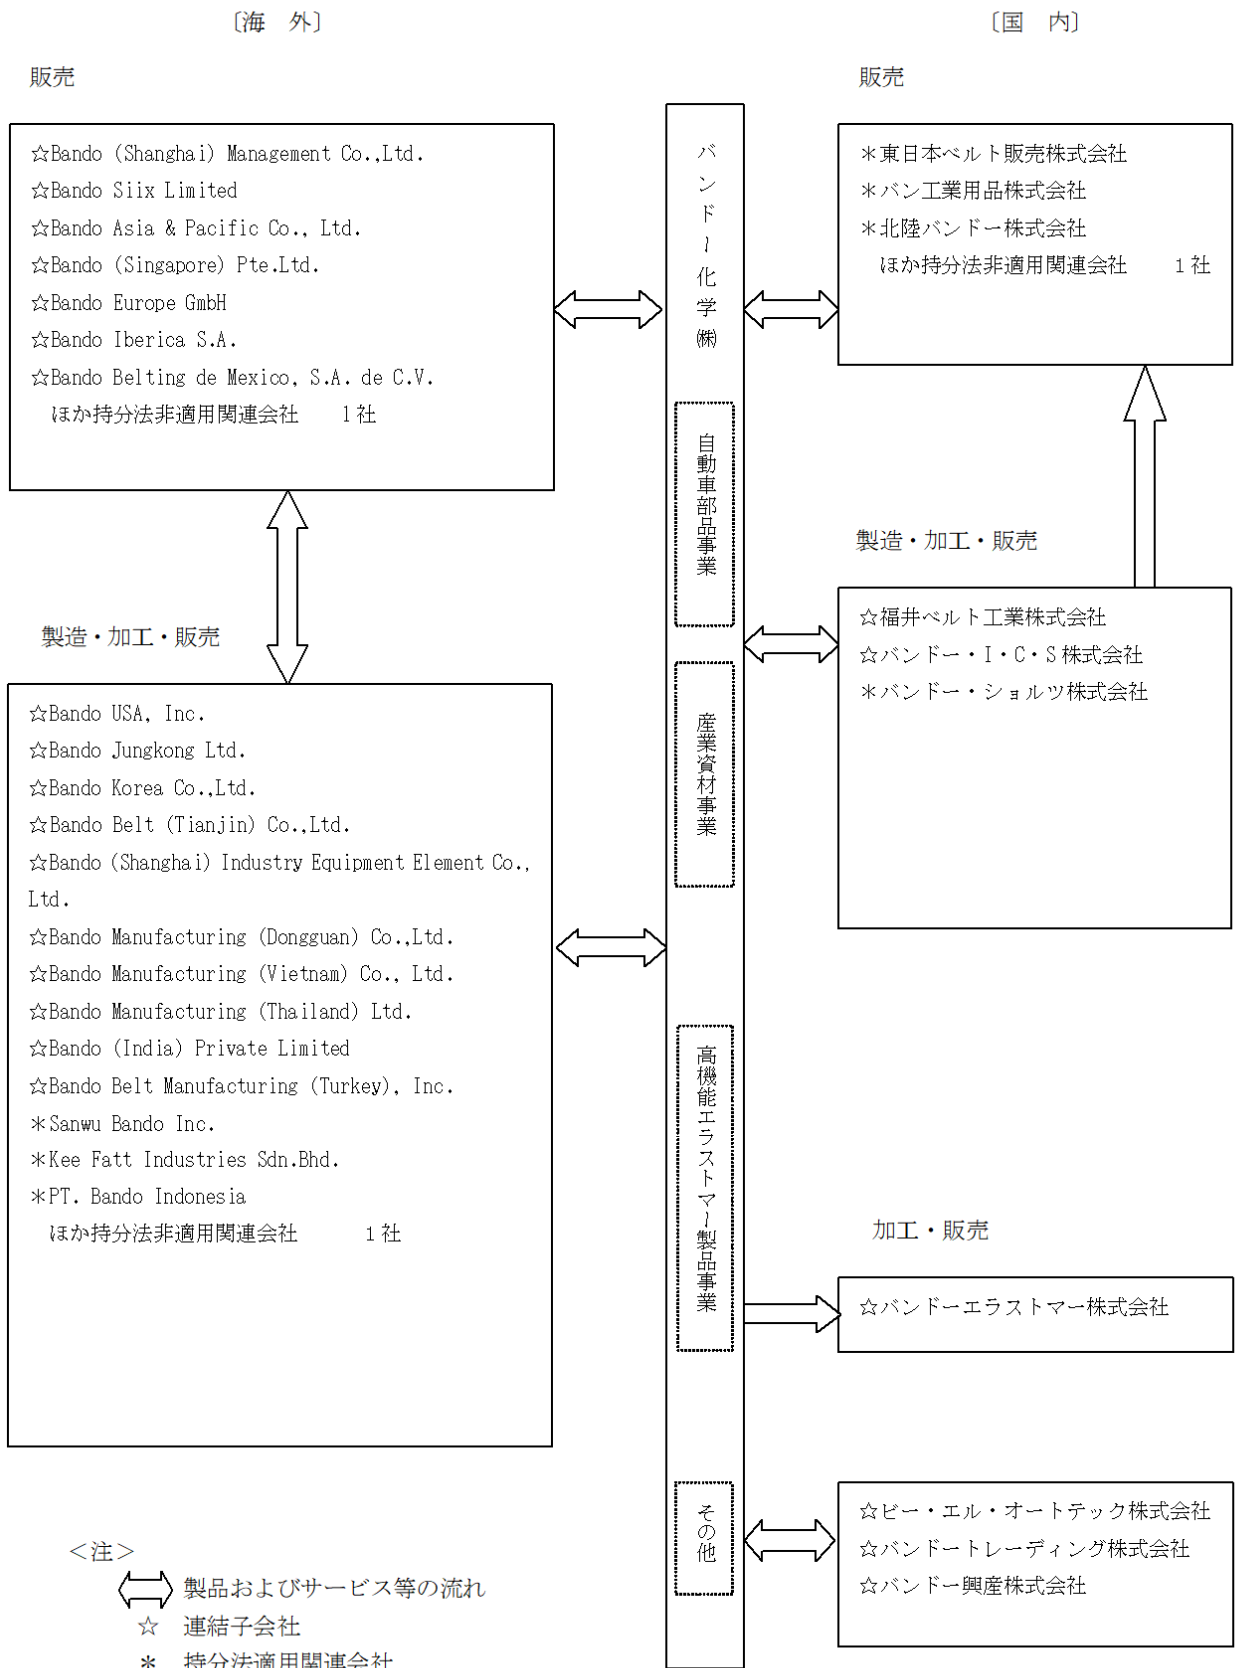 〔海　外〕
販売
☆Bando (Shanghai) Management Co.,Ltd.
☆Bando Siix Limited
☆Bando Asia & Pacific Co., Ltd.
☆Bando (Singapore) Pte.Ltd.
☆Bando Europe GmbH
☆Bando Iberica S.A.
☆Bando Belting de Mexico, S.A. de C.V.
ほか持分法非適用関連会社　　1社
製造・加工・販売
☆Bando USA, Inc.
☆Bando Jungkong Ltd.
☆Bando Korea Co.,Ltd.
☆Bando Belt (Tianjin) Co.,Ltd.
☆Bando (Shanghai) Industry Equipment Element Co.,
Ltd.
☆Bando Manufacturing (Dongguan) Co.,Ltd.
☆Bando Manufacturing (Vietnam) Co., Ltd.
☆Bando Manufacturing (Thailand) Ltd.
☆Bando (India) Private Limited
☆Bando Belt Manufacturing (Turkey), Inc.
＊Sanwu Bando Inc.
＊Kee Fatt Industries Sdn.Bhd.
＊PT. Bando Indonesia
ほか持分法非適用関連会社　　　1社
バンドー化学㈱
自動車部品事業
産業資材事業
高機能エラストマー製品事業
その他
〔国　内〕
販売
＊東日本ベルト販売株式会社
＊バン工業用品株式会社
＊北陸バンドー株式会社
ほか持分法非適用関連会社　　1社
製造・加工・販売
☆福井ベルト工業株式会社
☆バンドー・I・C・S株式会社
＊バンドー・ショルツ株式会社
加工・販売
☆バンドーエラストマー株式会社
☆ビー・エル・オートテック株式会社
☆バンドートレーディング株式会社
☆バンドー興産株式会社
＜注＞
製品およびサービス等の流れ
☆　連結子会社
＊　持分法適用関連会社